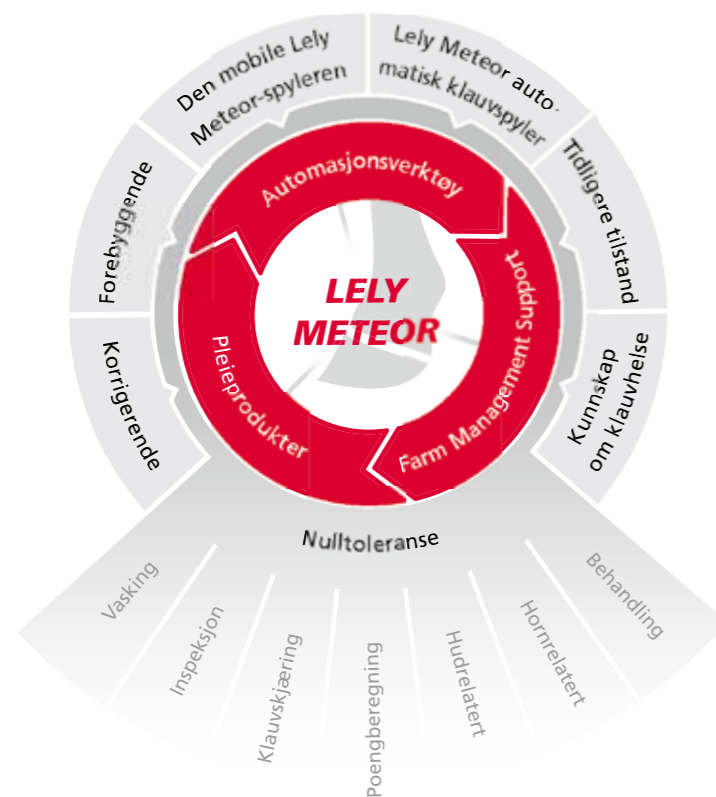 Den mobile Lely
Meteor-spyleren
Lely Meteor auto-
matisk klauvspyler
Forebyggende
Tidligere tilstand
Automasjonsverktøy
LELY
METEOR
Korrigerende
Pleieprodukter
Farm Management Support
Kunnskap
om klauvhelse
Nulltoleranse
Vasking
Inspeksjon
Klauvskjæring
Poengberegning
Hudrelatert
Hornrelatert
Behandling